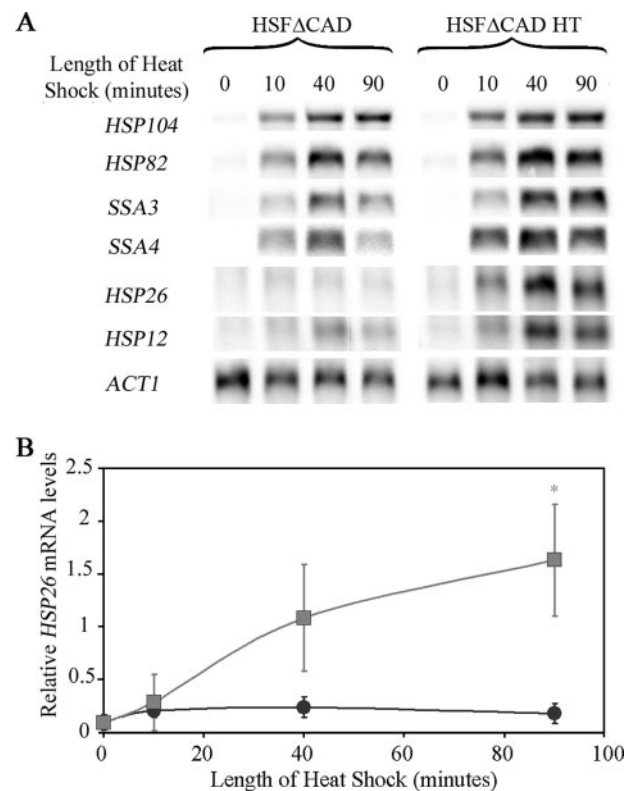 A
HSFΔCAD HSFΔCAD HT
Length of Heat
Shock (minutes) 0 10 40 90 0 10 40 90
HSP104
HSP82
SSA3
SSA4
HSP26
HSP12
ACT1
B
Relative HSP26 mRNA levels
2.5
2
1.5
1
0.5
0
*
0 20 40 60 80 100
Length of Heat Shock (minutes)